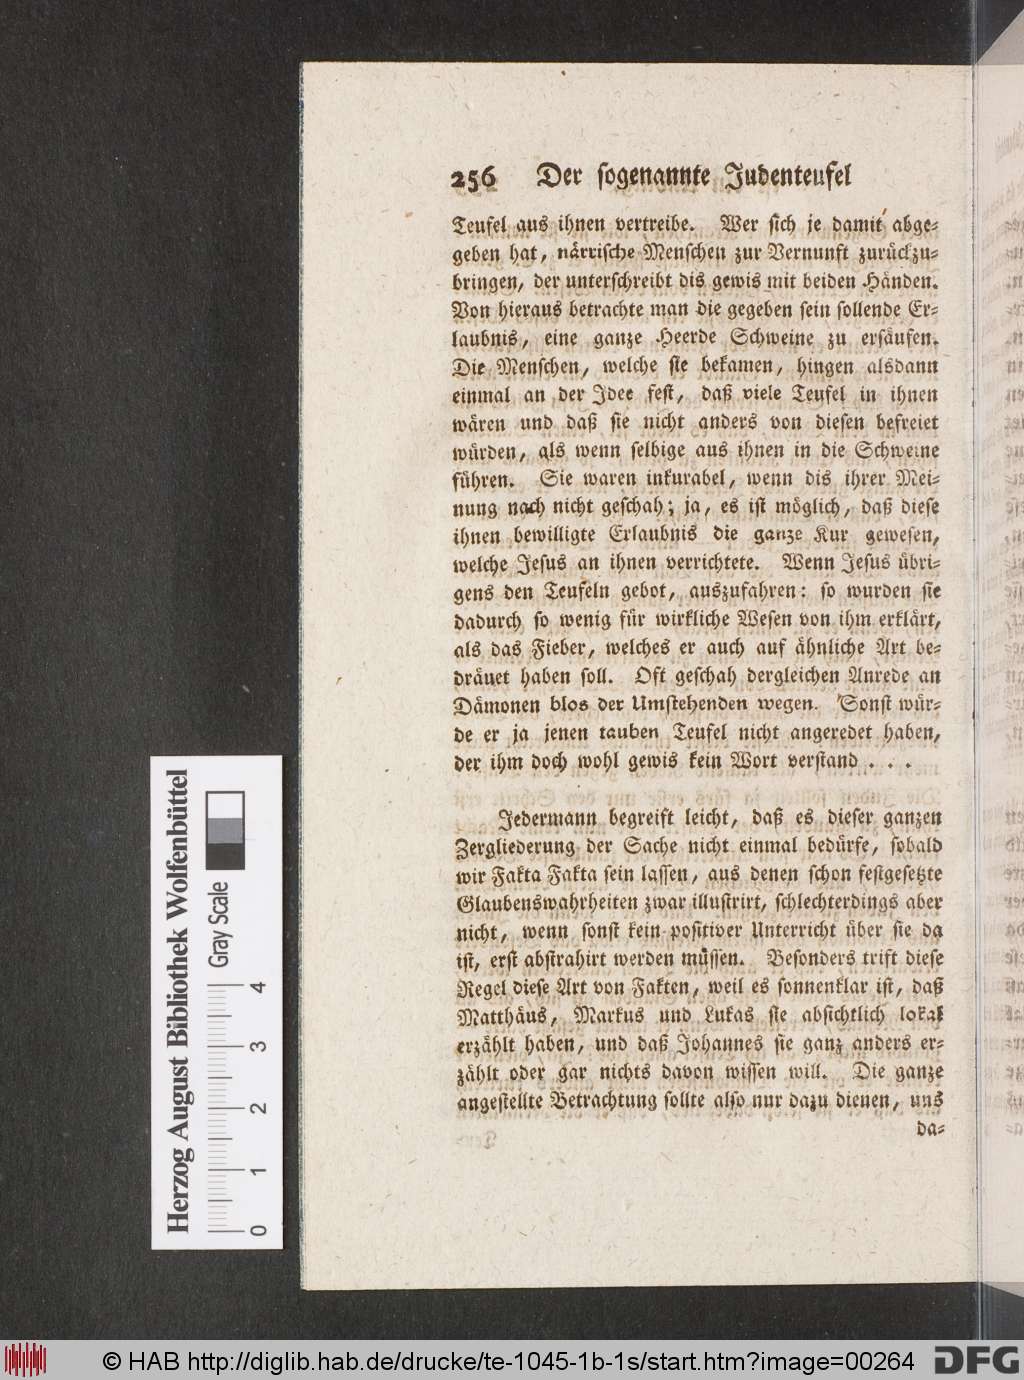 256 Der sogenannte Judenteufel
Teufel aus ihnen vertreibe. Wer sich je damit abge-
geben hat, närrische Menschen zur Vernunft zurückzu-
bringen, der unterschreibt dis gewis mit beiden Händen.
Von hieraus betrachte man die gegeben sein sollende Er-
laubnis, eine ganze Heerde Schweine zu ersäufen.
Die Menschen, welche sie bekamen, hingen alsdann
einmal an der Idee fest, daß viele Teufel in ihnen
wären und daß sie nicht anders von diesen befreiet
würden, als wenn selbige aus ihnen in die Schweine
führen. Sie waren inkurabel, wenn dis ihrer Mei-
nung nach nicht geschah; ja, es ist möglich, daß diese
ihnen bewilligte Erlaubnis die ganze Kur gewesen,
welche Jesus an ihnen verrichtete. Wenn Jesus übri-
gens den Teufeln gebot, auszufahren: so wurden sie
dadurch so wenig für wirkliche Wesen von ihm erklärt,
als das Fieber, welches er auch auf ähnliche Art be-
dräuet haben soll. Oft geschah dergleichen Anrede an
Dämonen blos der Umstehenden wegen. Sonst wür-
de er ja jenen tauben Teufel nicht angeredet haben,
der ihm doch wohl gewis kein Wort verstand . . .
Jedermann begreift leicht, daß es dieser ganzen
Zergliederung der Sache nicht einmal bedürfe, sobald
wir Fakta Fakta sein lassen, aus denen schon festgesetzte
Glaubenswahrheiten zwar illustrirt, schlechterdings aber
nicht, wenn sonst kein positiver Unterricht über sie da
ist, erst abstrahirt werden müssen. Besonders trift diese
Regel diese Art von Fakten, weil es sonnenklar ist, daß
Matthäus, Markus und Lukas sie absichtlich lokal
erzählt haben, und daß Johannes sie ganz anders er-
zählt oder gar nichts davon wissen will. Die ganze
angestellte Betrachtung sollte also nur dazu dienen, uns
da-
Herzog August Bibliothek Wolfenbüttel
Gray Scale
0 1 2 3 4
© HAB http://diglib.hab.de/drucke/te-1045-1b-1s/start.htm?image=00264
DFG